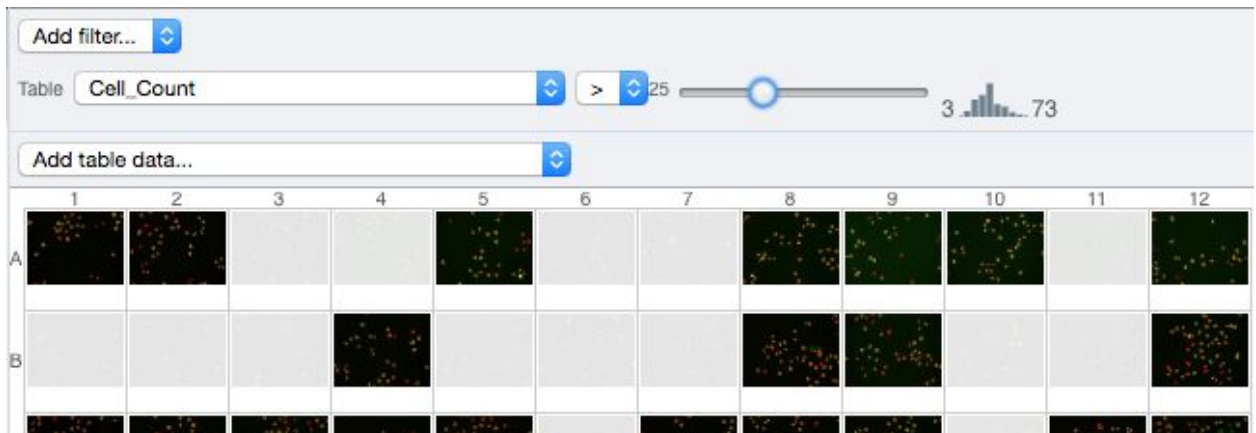 Add filter...
Table Cell_Count > 25 3 73
Add table data...
1 2 3 4 5 6 7 8 9 10 11 12
A
B